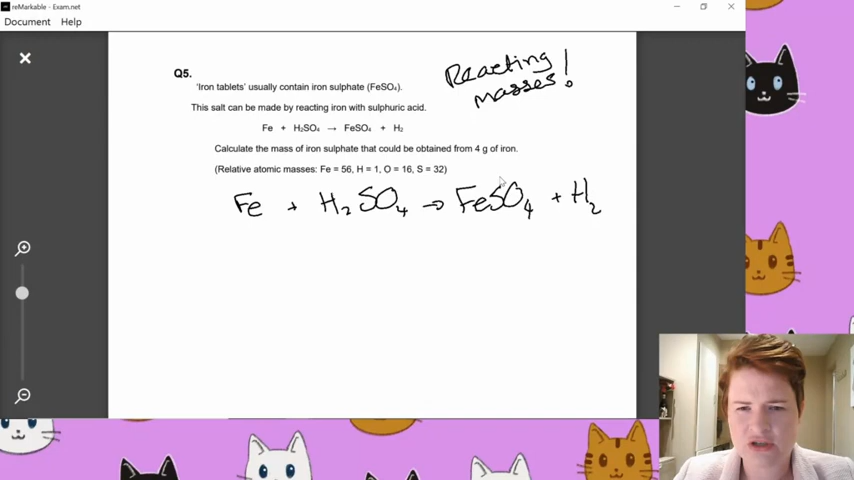 reMarkable - Exam.net
Document Help
Q5.
'Iron tablets' usually contain iron sulphate (FeSO₄).
This salt can be made by reacting iron with sulphuric acid.
Fe + H₂SO₄ → FeSO₄ + H₂
Calculate the mass of iron sulphate that could be obtained from 4 g of iron.
(Relative atomic masses: Fe = 56, H = 1, O = 16, S = 32)
Reacting
masses!
Fe + H₂SO₄ → FeSO₄ + H₂